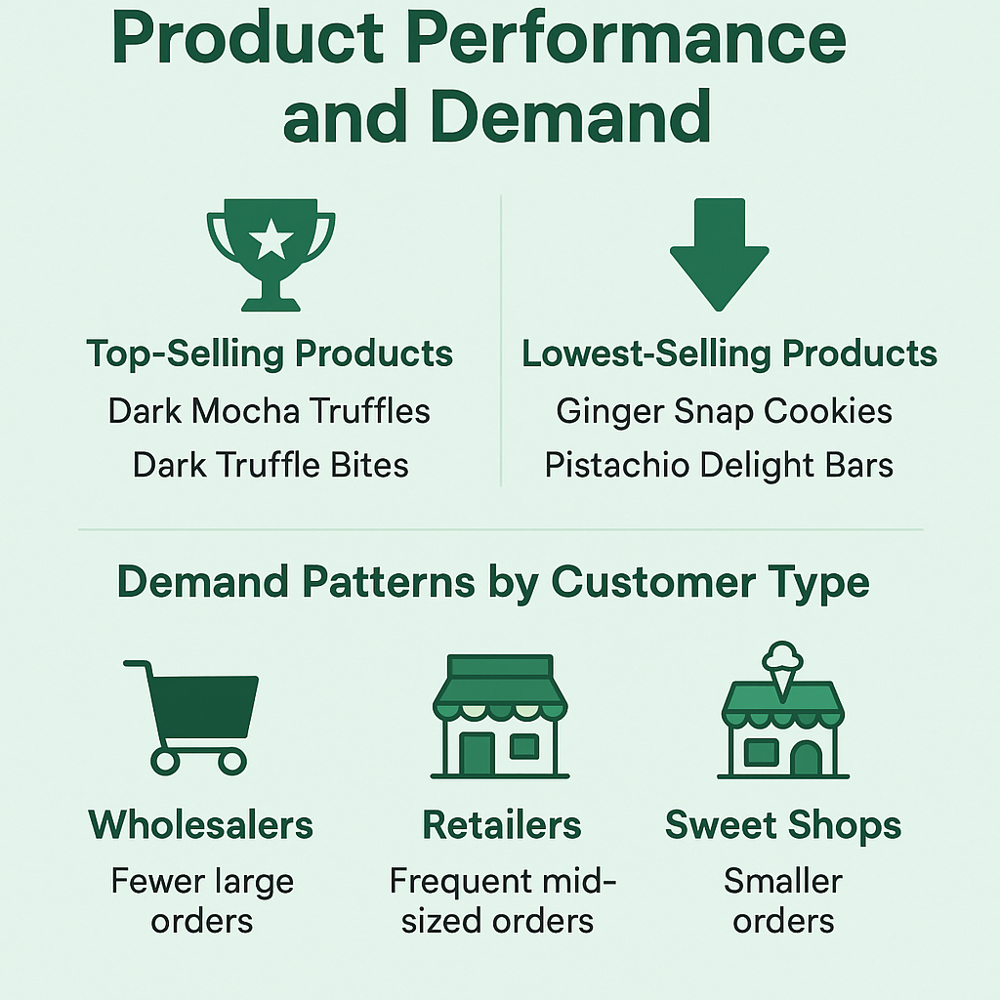 Product Performance
and Demand
Top-Selling Products
Dark Mocha Truffles
Dark Truffle Bites
Lowest-Selling Products
Ginger Snap Cookies
Pistachio Delight Bars
Demand Patterns by Customer Type
Wholesalers
Fewer large
orders
Retailers
Frequent mid-
sized orders
Sweet Shops
Smaller
orders